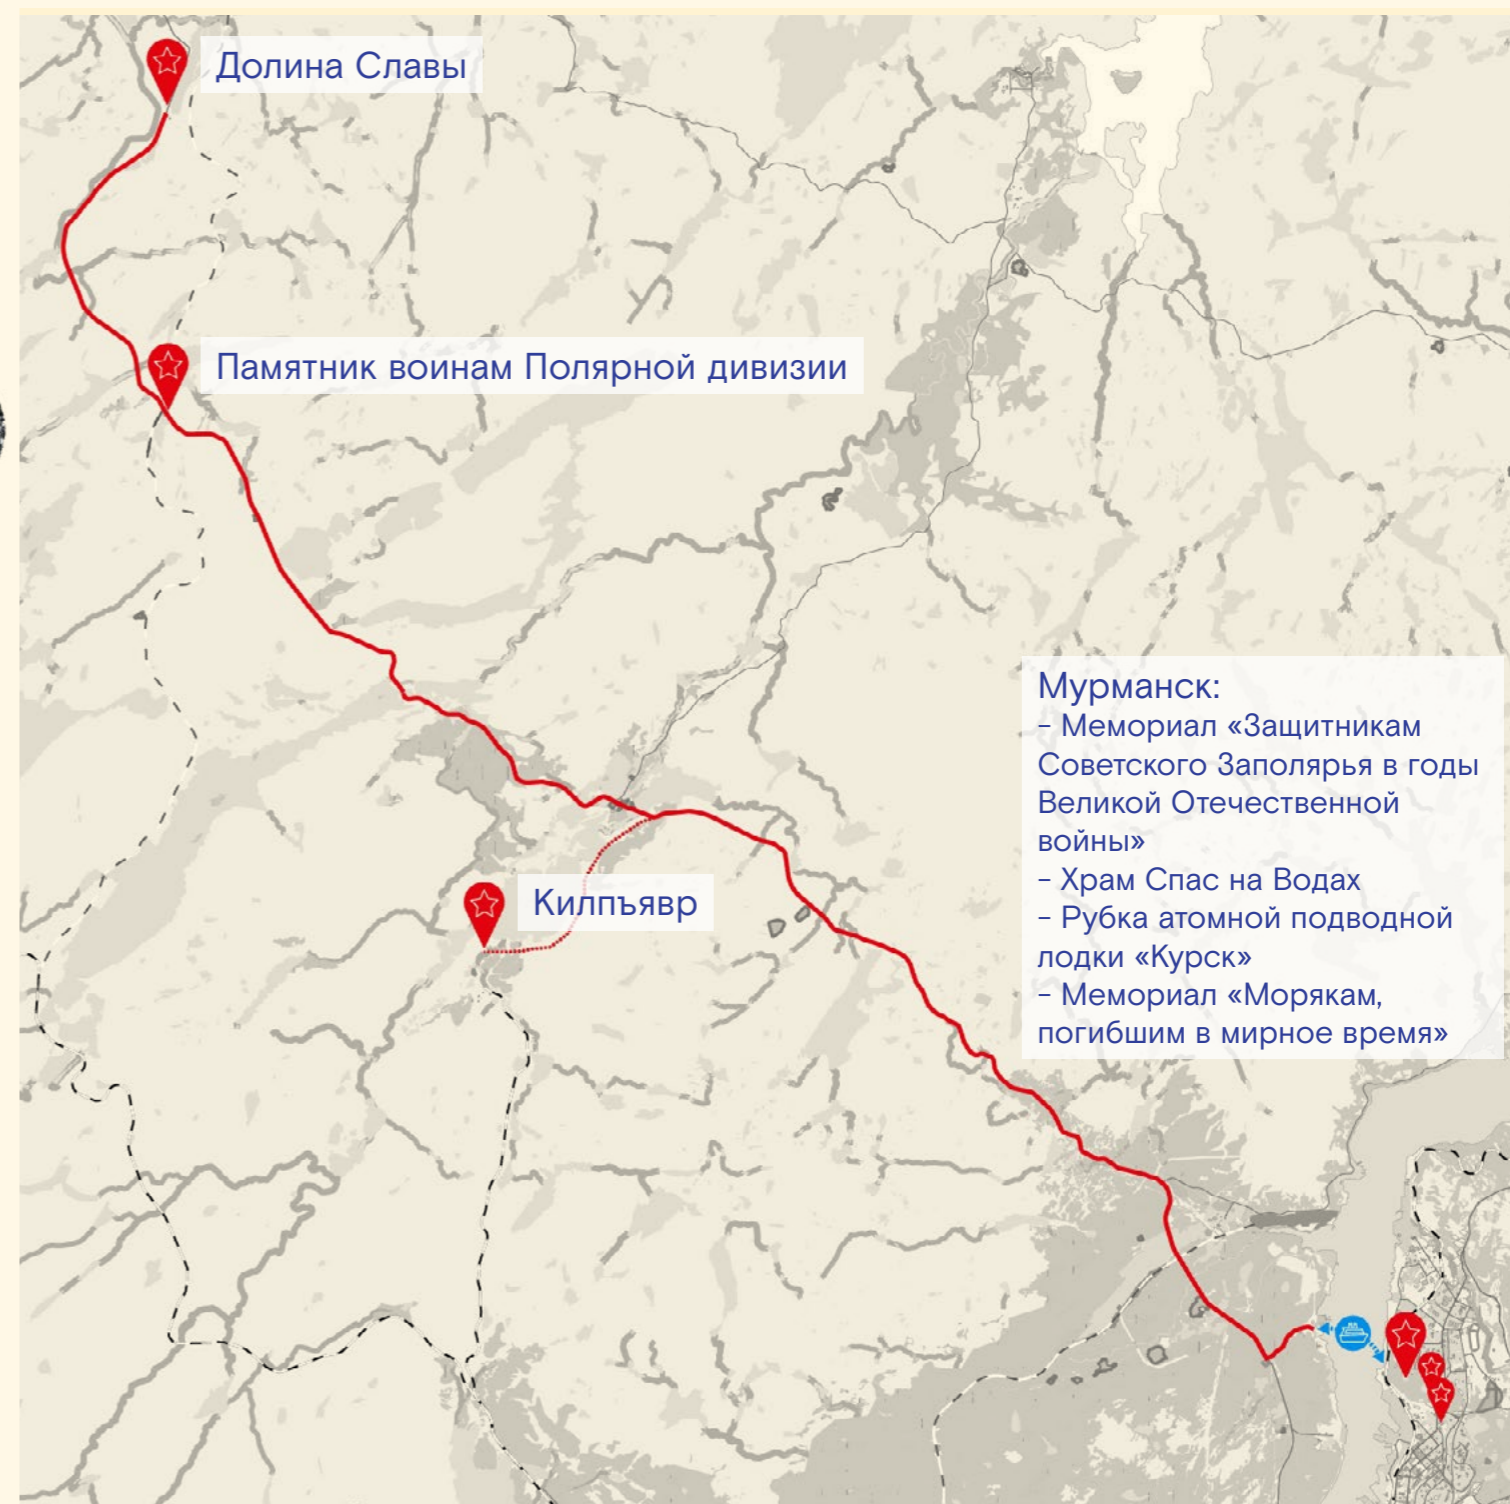 Долина Славы
Памятник воинам Полярной дивизии
Мурманск:
– Мемориал «Защитникам
Советского Заполярья в годы
Великой Отечественной
войны»
– Храм Спас на Водах
– Рубка атомной подводной
лодки «Курск»
– Мемориал «Морякам,
погибшим в мирное время»
Килпъявр